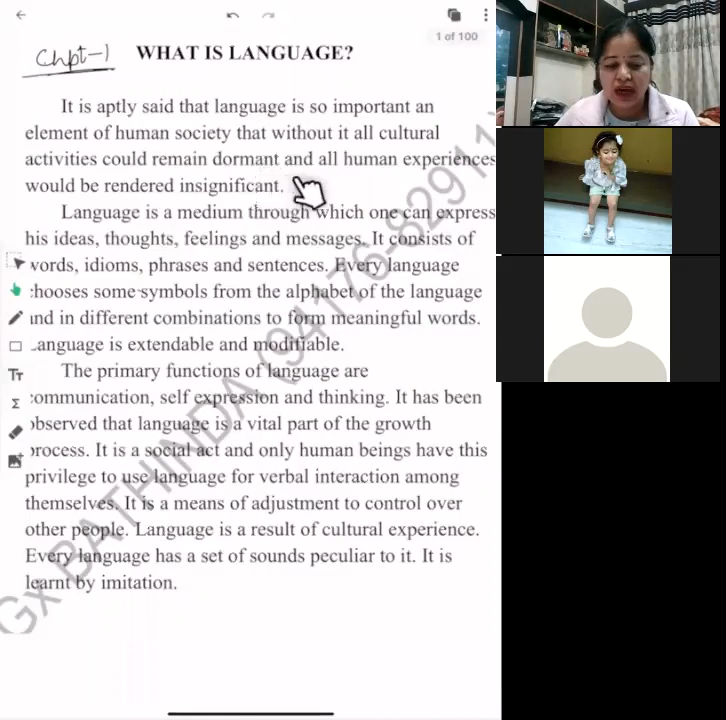 1 of 100
Chpt-1 WHAT IS LANGUAGE?
It is aptly said that language is so important an
element of human society that without it all cultural
activities could remain dormant and all human experiences
would be rendered insignificant.
Language is a medium through which one can express
his ideas, thoughts, feelings and messages. It consists of
words, idioms, phrases and sentences. Every language
chooses some symbols from the alphabet of the language
and in different combinations to form meaningful words.
Language is extendable and modifiable.
The primary functions of language are
communication, self expression and thinking. It has been
observed that language is a vital part of the growth
process. It is a social act and only human beings have this
privilege to use language for verbal interaction among
themselves. It is a means of adjustment to control over
other people. Language is a result of cultural experience.
Every language has a set of sounds peculiar to it. It is
learnt by imitation.
Gx BATHINDA (94176-82911)